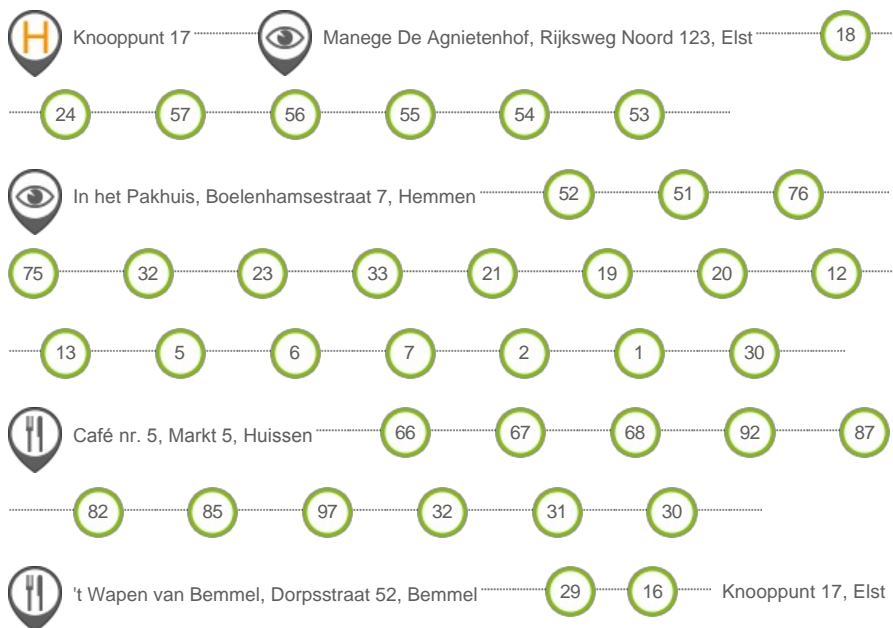 H Knooppunt 17 Manege De Agnietenhof, Rijksweg Noord 123, Elst 18
24 57 56 55 54 53
In het Pakhuis, Boelenhamsestraat 7, Hemmen 52 51 76
75 32 23 33 21 19 20 12
13 5 6 7 2 1 30
Café nr. 5, Markt 5, Huissen 66 67 68 92 87
82 85 97 32 31 30
't Wapen van Bemmel, Dorpsstraat 52, Bemmel 29 16 Knooppunt 17, Elst